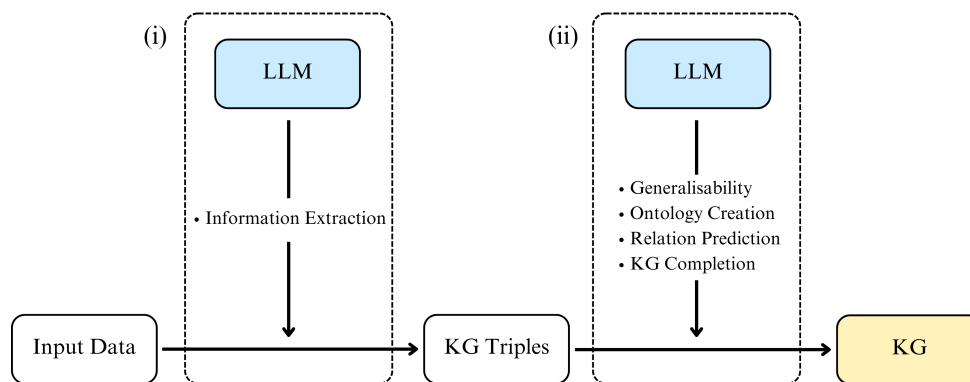 (i)
LLM
• Information Extraction
(ii)
LLM
• Generalisability
• Ontology Creation
• Relation Prediction
• KG Completion
Input Data
KG Triples
KG